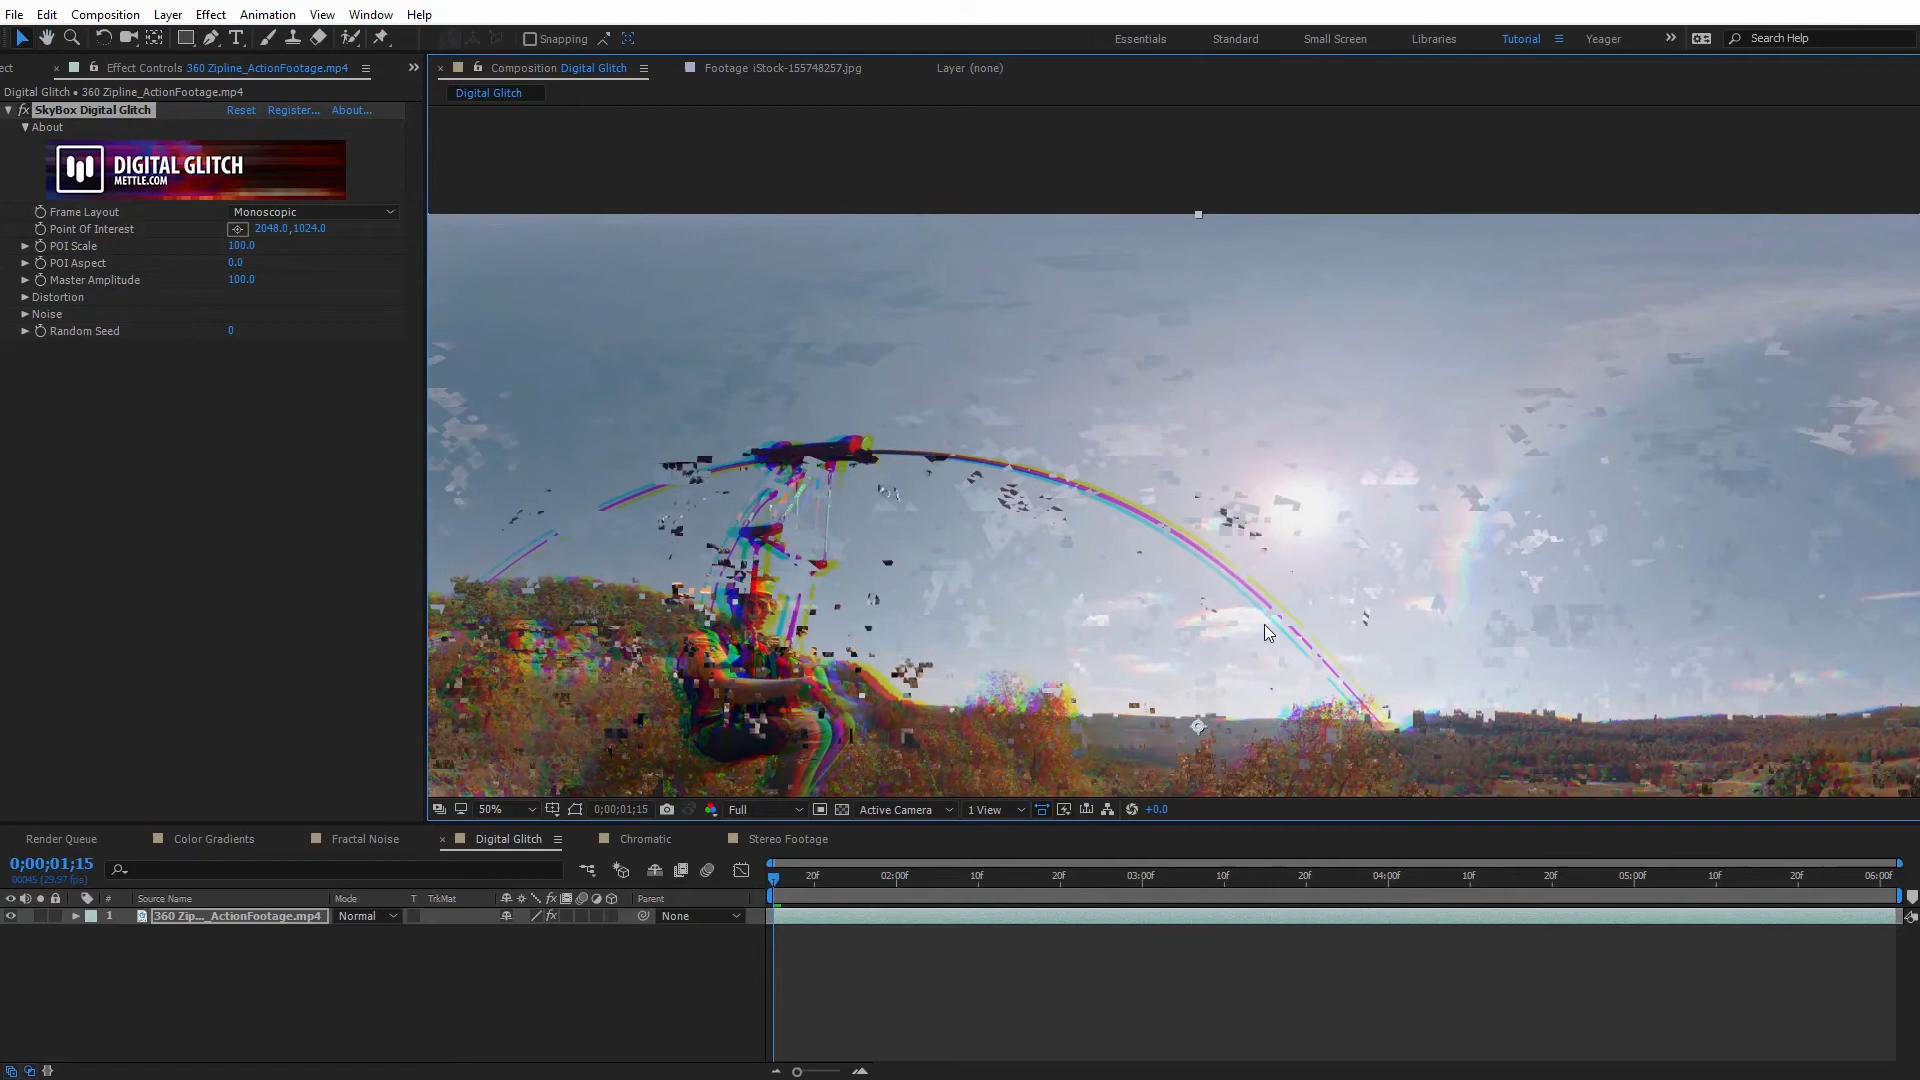 File Edit Composition Layer Effect Animation View Window Help
Snapping
Essentials Standard Small Screen Libraries Tutorial Yeager Search Help
Effect Controls 360 Zipline_ActionFootage.mp4
Composition Digital Glitch
Footage iStock-155748257.jpg
Layer (none)
Digital Glitch • 360 Zipline_ActionFootage.mp4
Digital Glitch
fx SkyBox Digital Glitch Reset Register... About...
About
DIGITAL GLITCH
METTLE.COM
Frame Layout Monoscopic
Point Of Interest 2048.0,1024.0
POI Scale 100.0
POI Aspect 0.0
Master Amplitude 100.0
Distortion
Noise
Random Seed 0
50% 0;00;01;15 Full Active Camera 1 View +0.0
Render Queue Color Gradients Fractal Noise Digital Glitch Chromatic Stereo Footage
0;00;01;15
00045 (29.97 fps)
20f 02:00f 10f 20f 03:00f 10f 20f 04:00f 10f 20f 05:00f 10f 20f 06:00f
# Source Name Mode T TrkMat fx Parent
1 360 Zip..._ActionFootage.mp4 Normal fx None